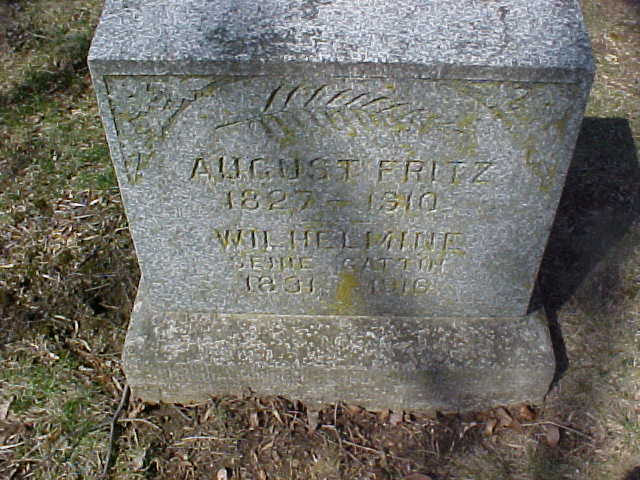 AUGUST FRITZ
1827 - 1910
WILHELMINE
SEINE GATTIN
1831 - 1916